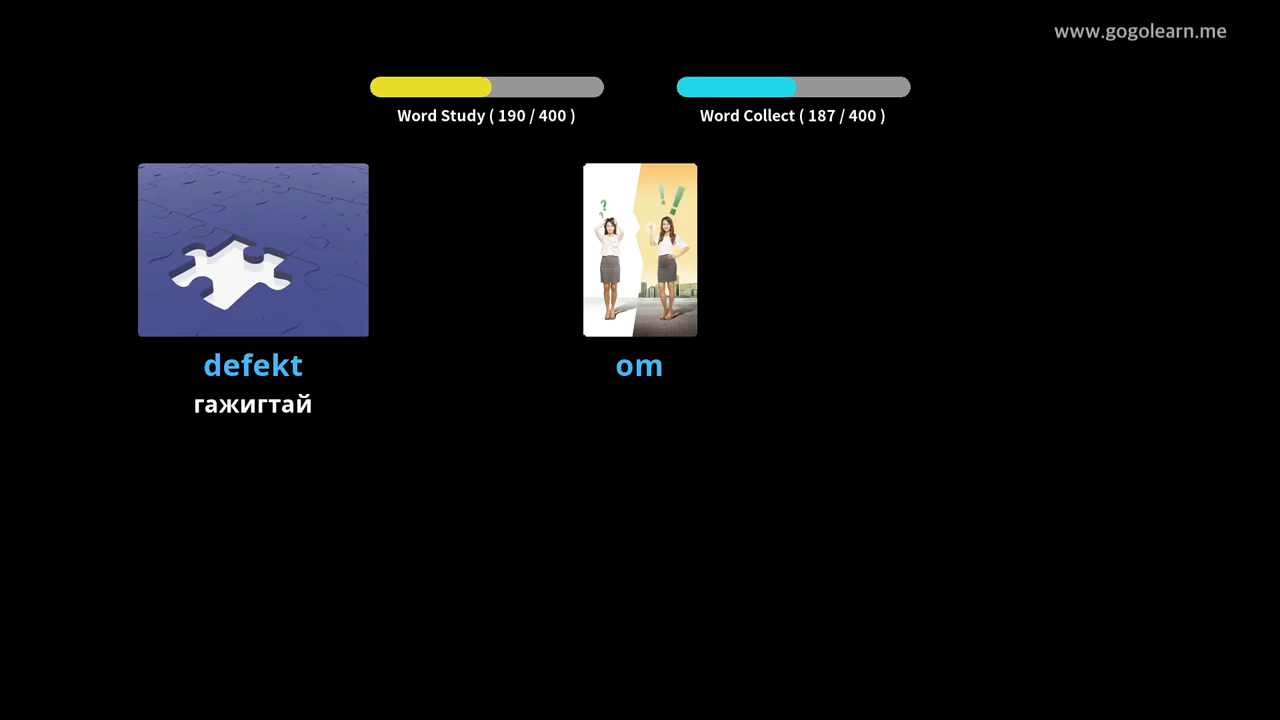 www.gogolearn.me
Word Study ( 190 / 400 )
Word Collect ( 187 / 400 )
defekt
гажигтай
om